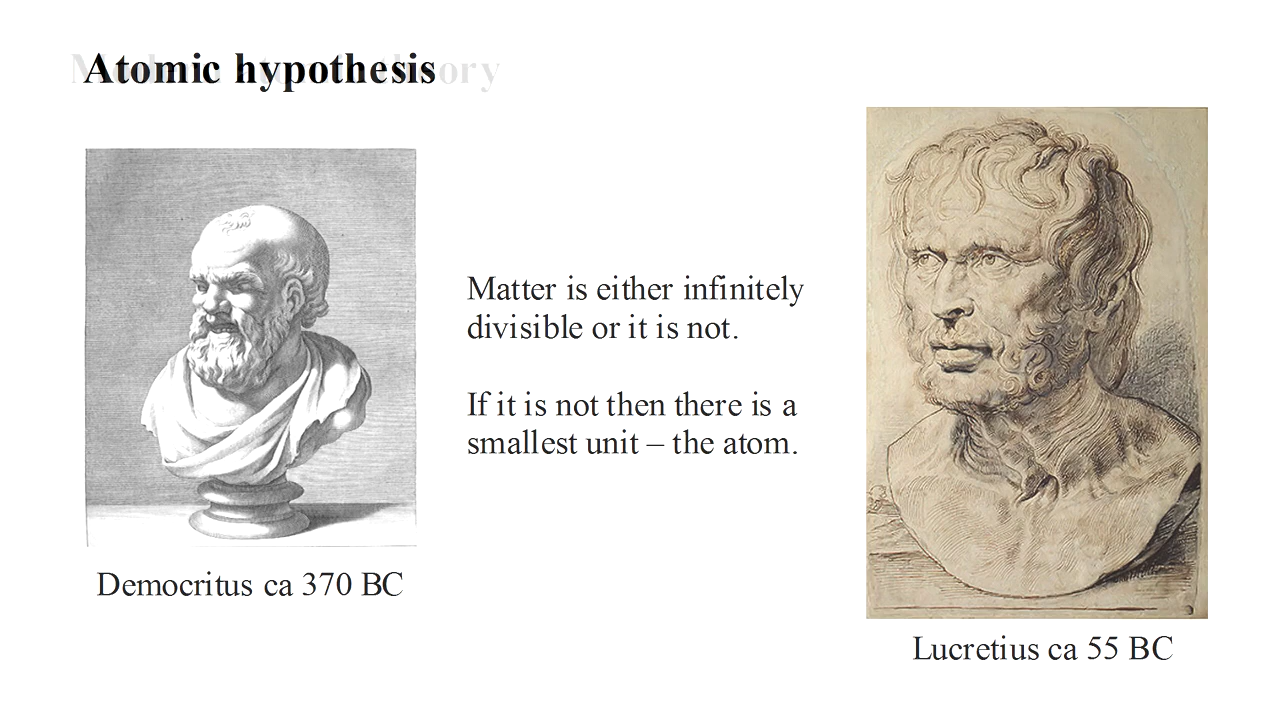 Atomic hypothesis
Matter is either infinitely
divisible or it is not.
If it is not then there is a
smallest unit – the atom.
Democritus ca 370 BC
Lucretius ca 55 BC